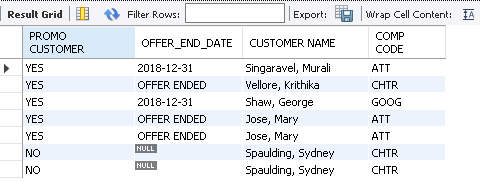 Result Grid Filter Rows: Export: Wrap Cell Content: IA
PROMO CUSTOMER OFFER_END_DATE CUSTOMER NAME COMP CODE
YES 2018-12-31 Singaravel, Murali ATT
YES OFFER ENDED Vellore, Krithika CHTR
YES 2018-12-31 Shaw, George GOOG
YES OFFER ENDED Jose, Mary ATT
YES OFFER ENDED Jose, Mary ATT
NO NULL Spaulding, Sydney CHTR
NO NULL Spaulding, Sydney CHTR